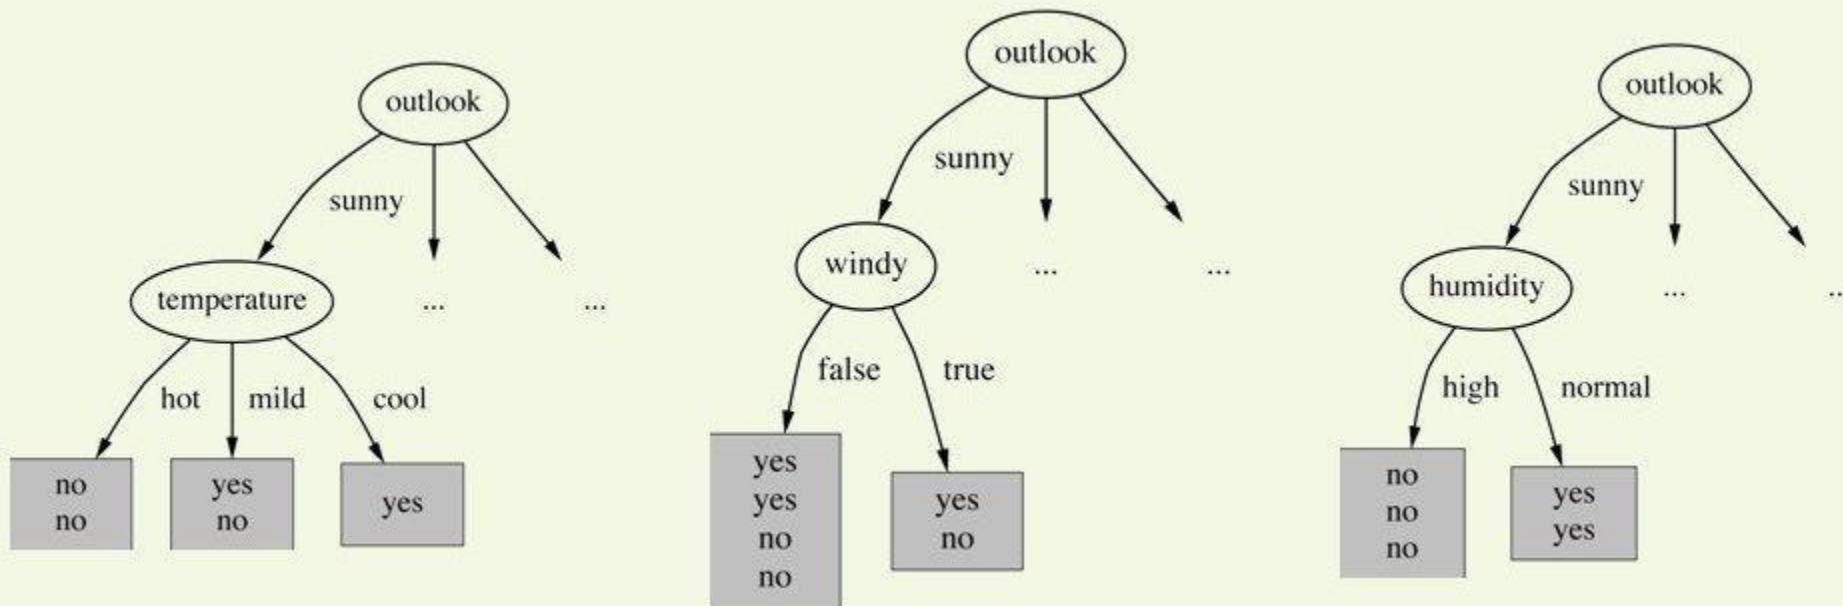 outlook
sunny
temperature
...
...
hot
mild
cool
no
no
yes
no
yes
outlook
sunny
windy
...
...
false
true
yes
yes
no
no
yes
no
outlook
sunny
humidity
...
..
high
normal
no
no
no
yes
yes